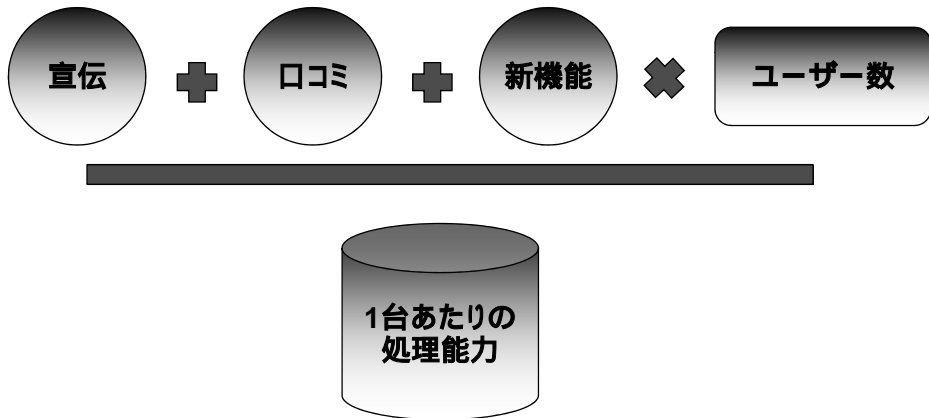 宣伝
口コミ
新機能
ユーザー数
1台あたりの
処理能力